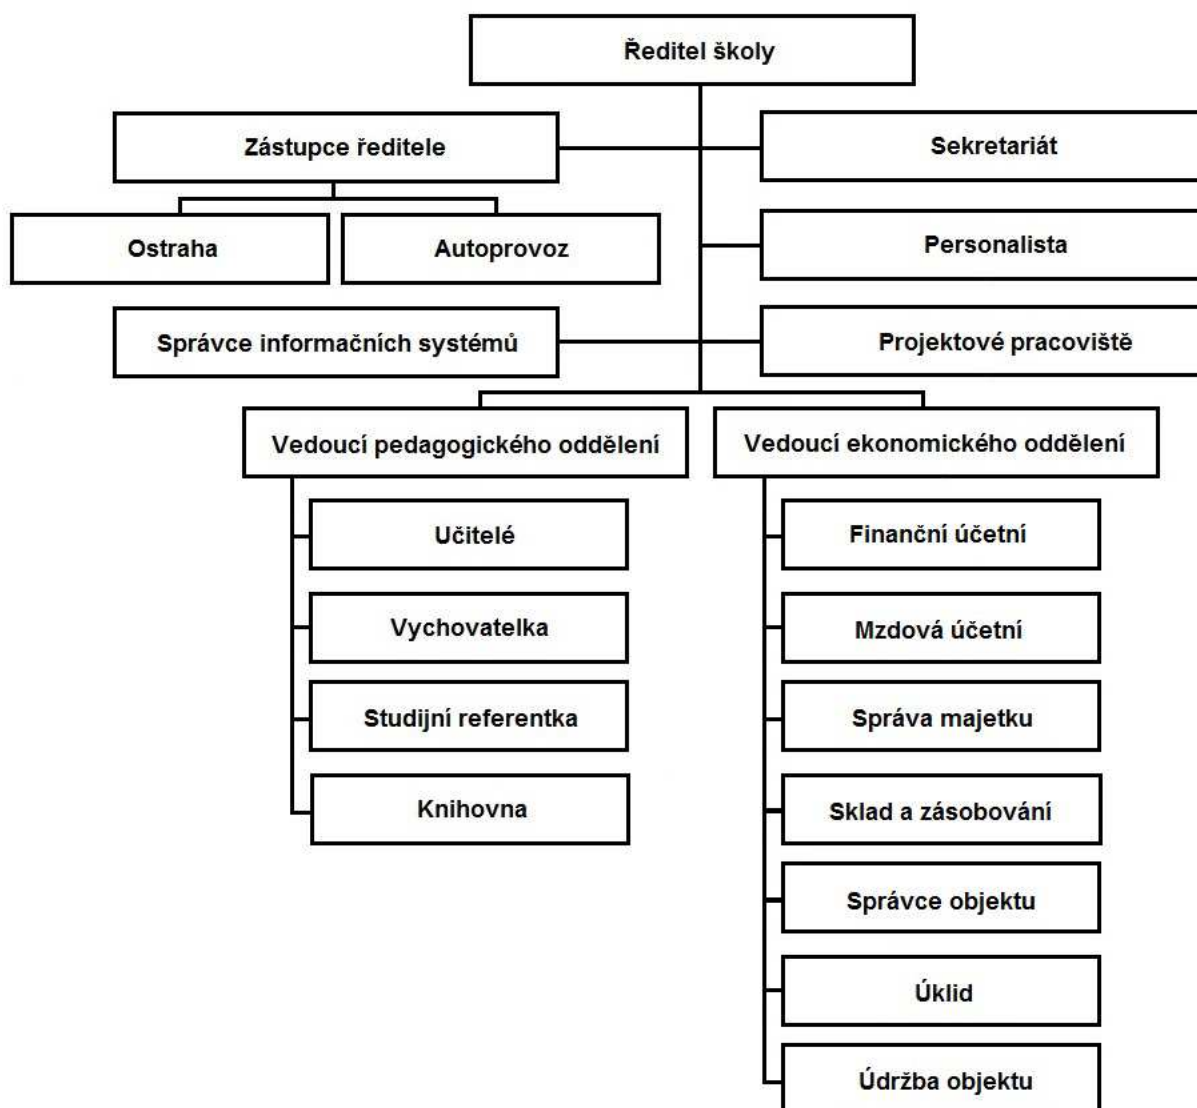 Ředitel školy
Zástupce ředitele
Sekretariát
Ostraha
Autoprovoz
Personalista
Správce informačních systémů
Projektové pracoviště
Vedoucí pedagogického oddělení
Vedoucí ekonomického oddělení
Učitelé
Vychovatelka
Studijní referentka
Knihovna
Finanční účetní
Mzdová účetní
Správa majetku
Sklad a zásobování
Správce objektu
Úklid
Údržba objektu